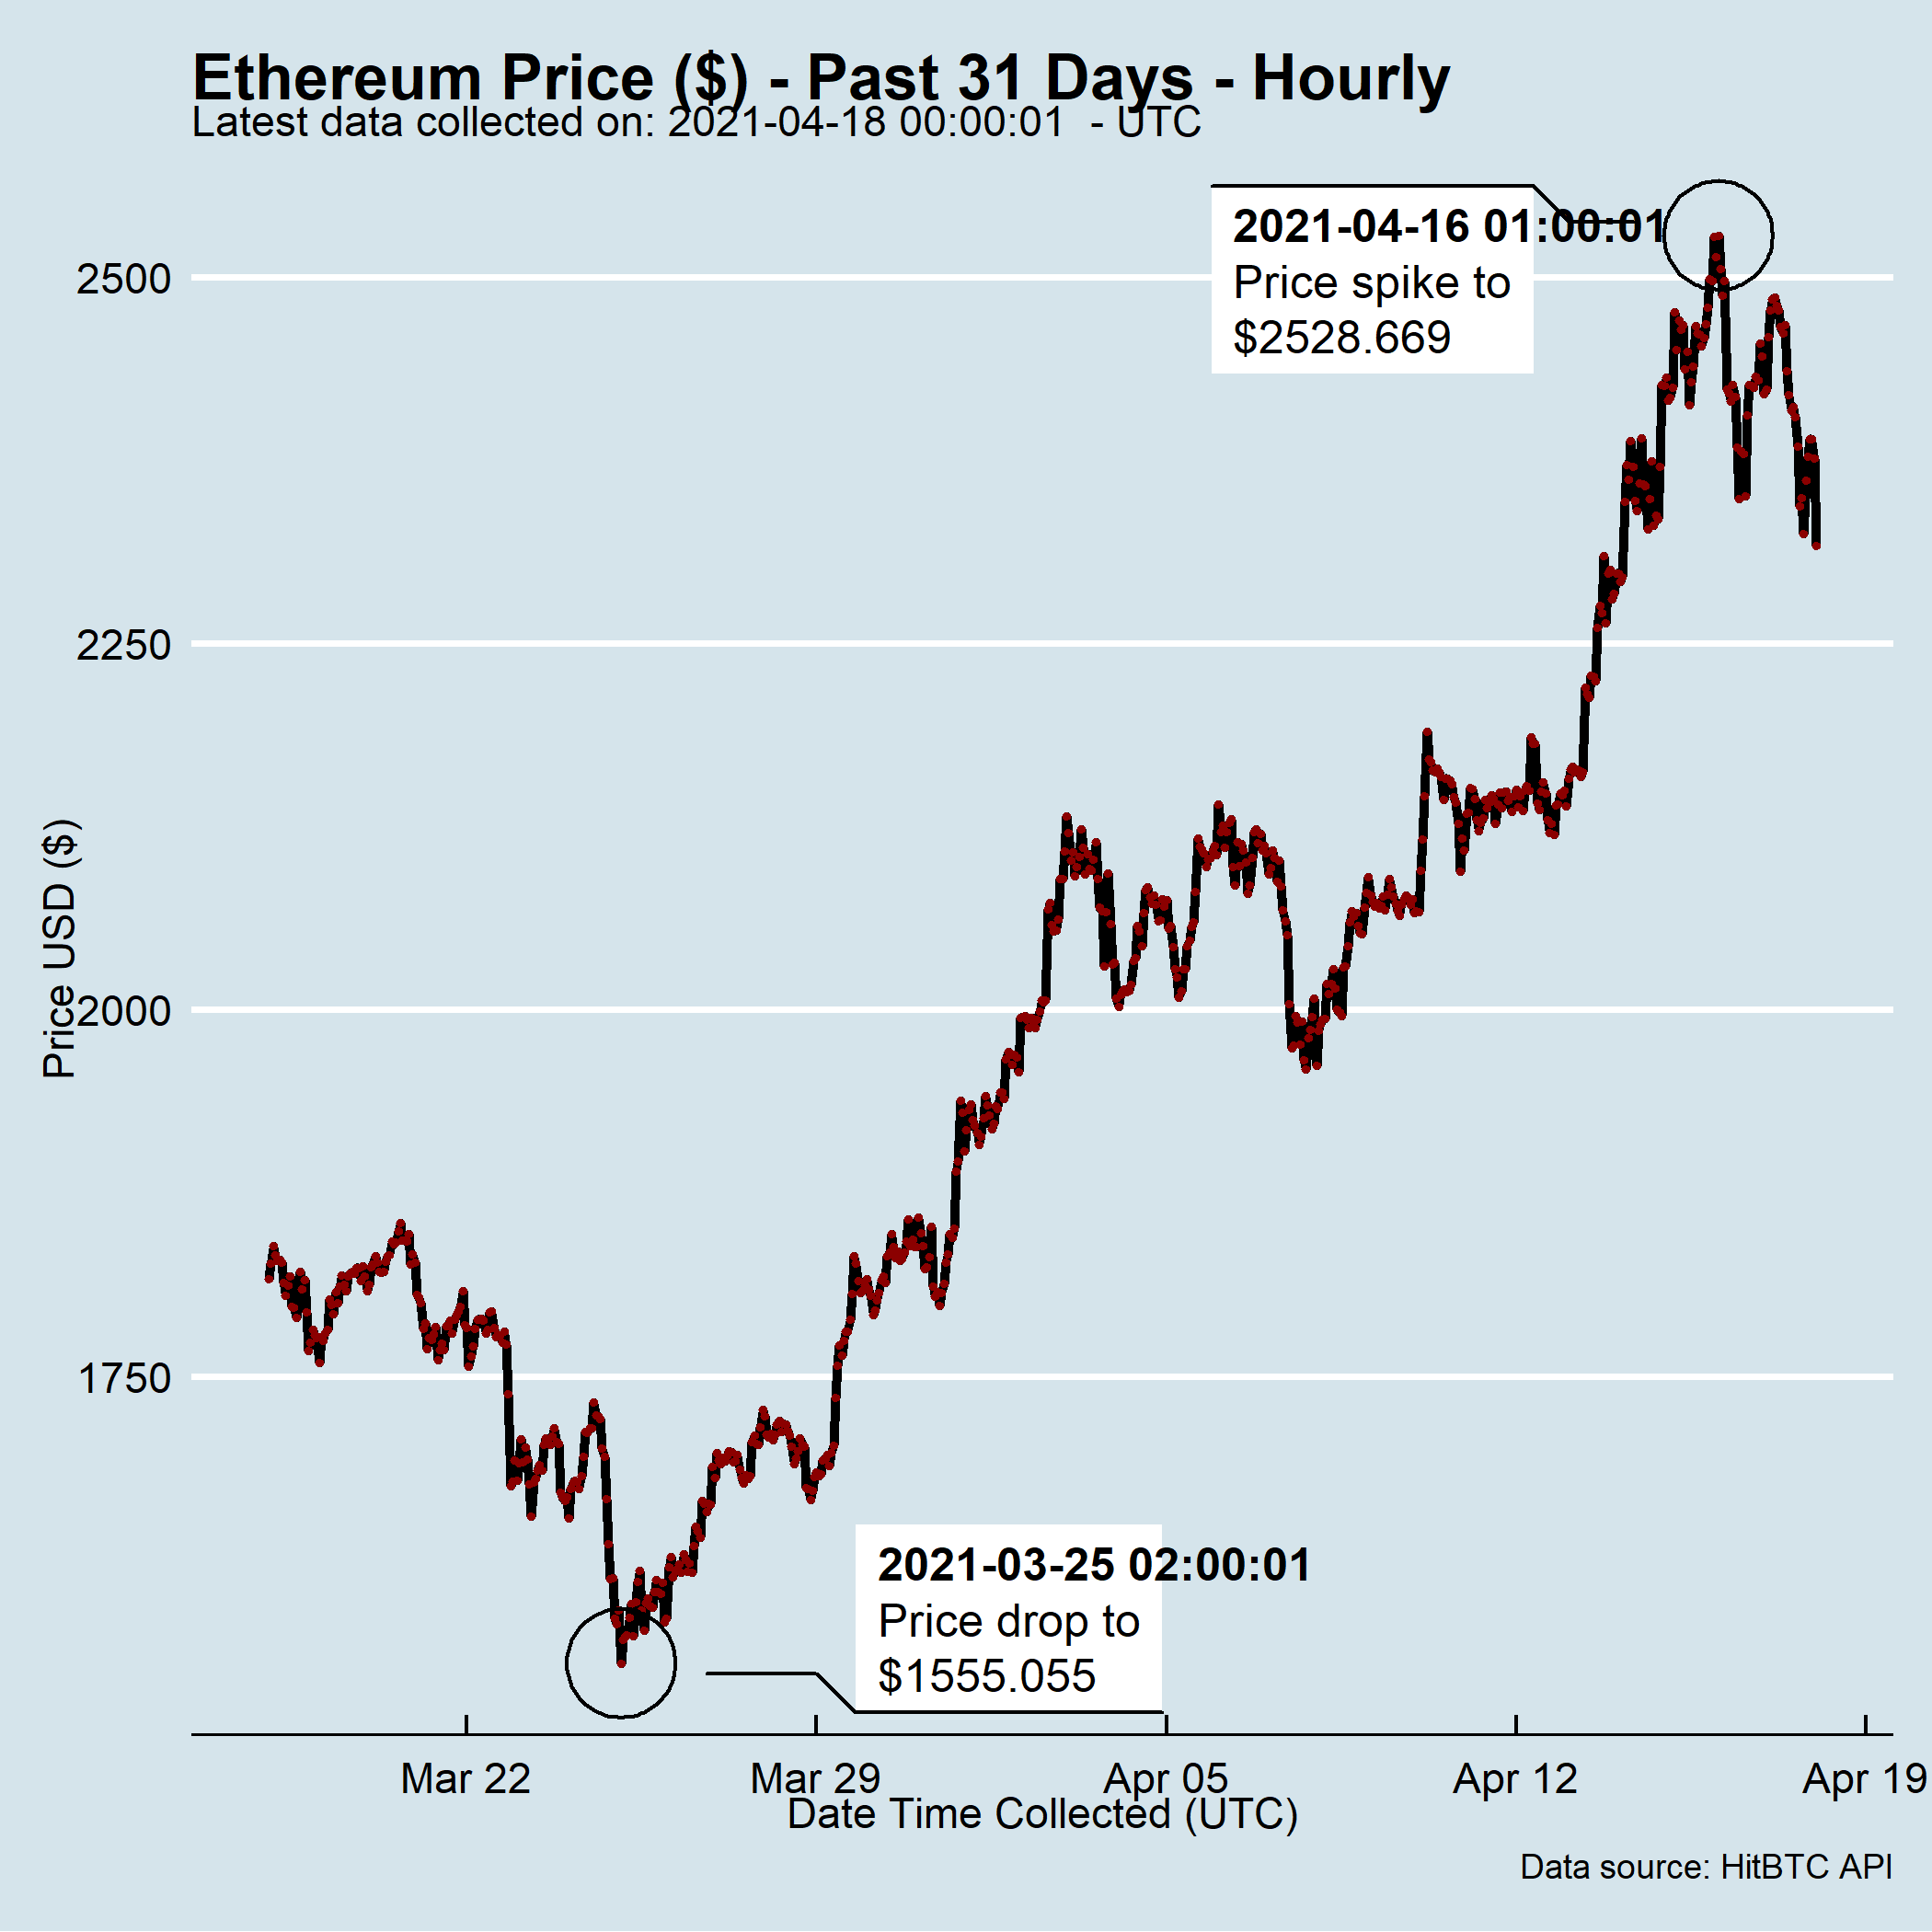 Ethereum Price ($) - Past 31 Days - Hourly
Latest data collected on: 2021-04-18 00:00:01  - UTC
2021-04-16 01:00:01
Price spike to
$2528.669
2500
2250
Price USD ($)
2000
1750
2021-03-25 02:00:01
Price drop to
$1555.055
Mar 22
Mar 29
Apr 05
Apr 12
Apr 19
Date Time Collected (UTC)
Data source: HitBTC API